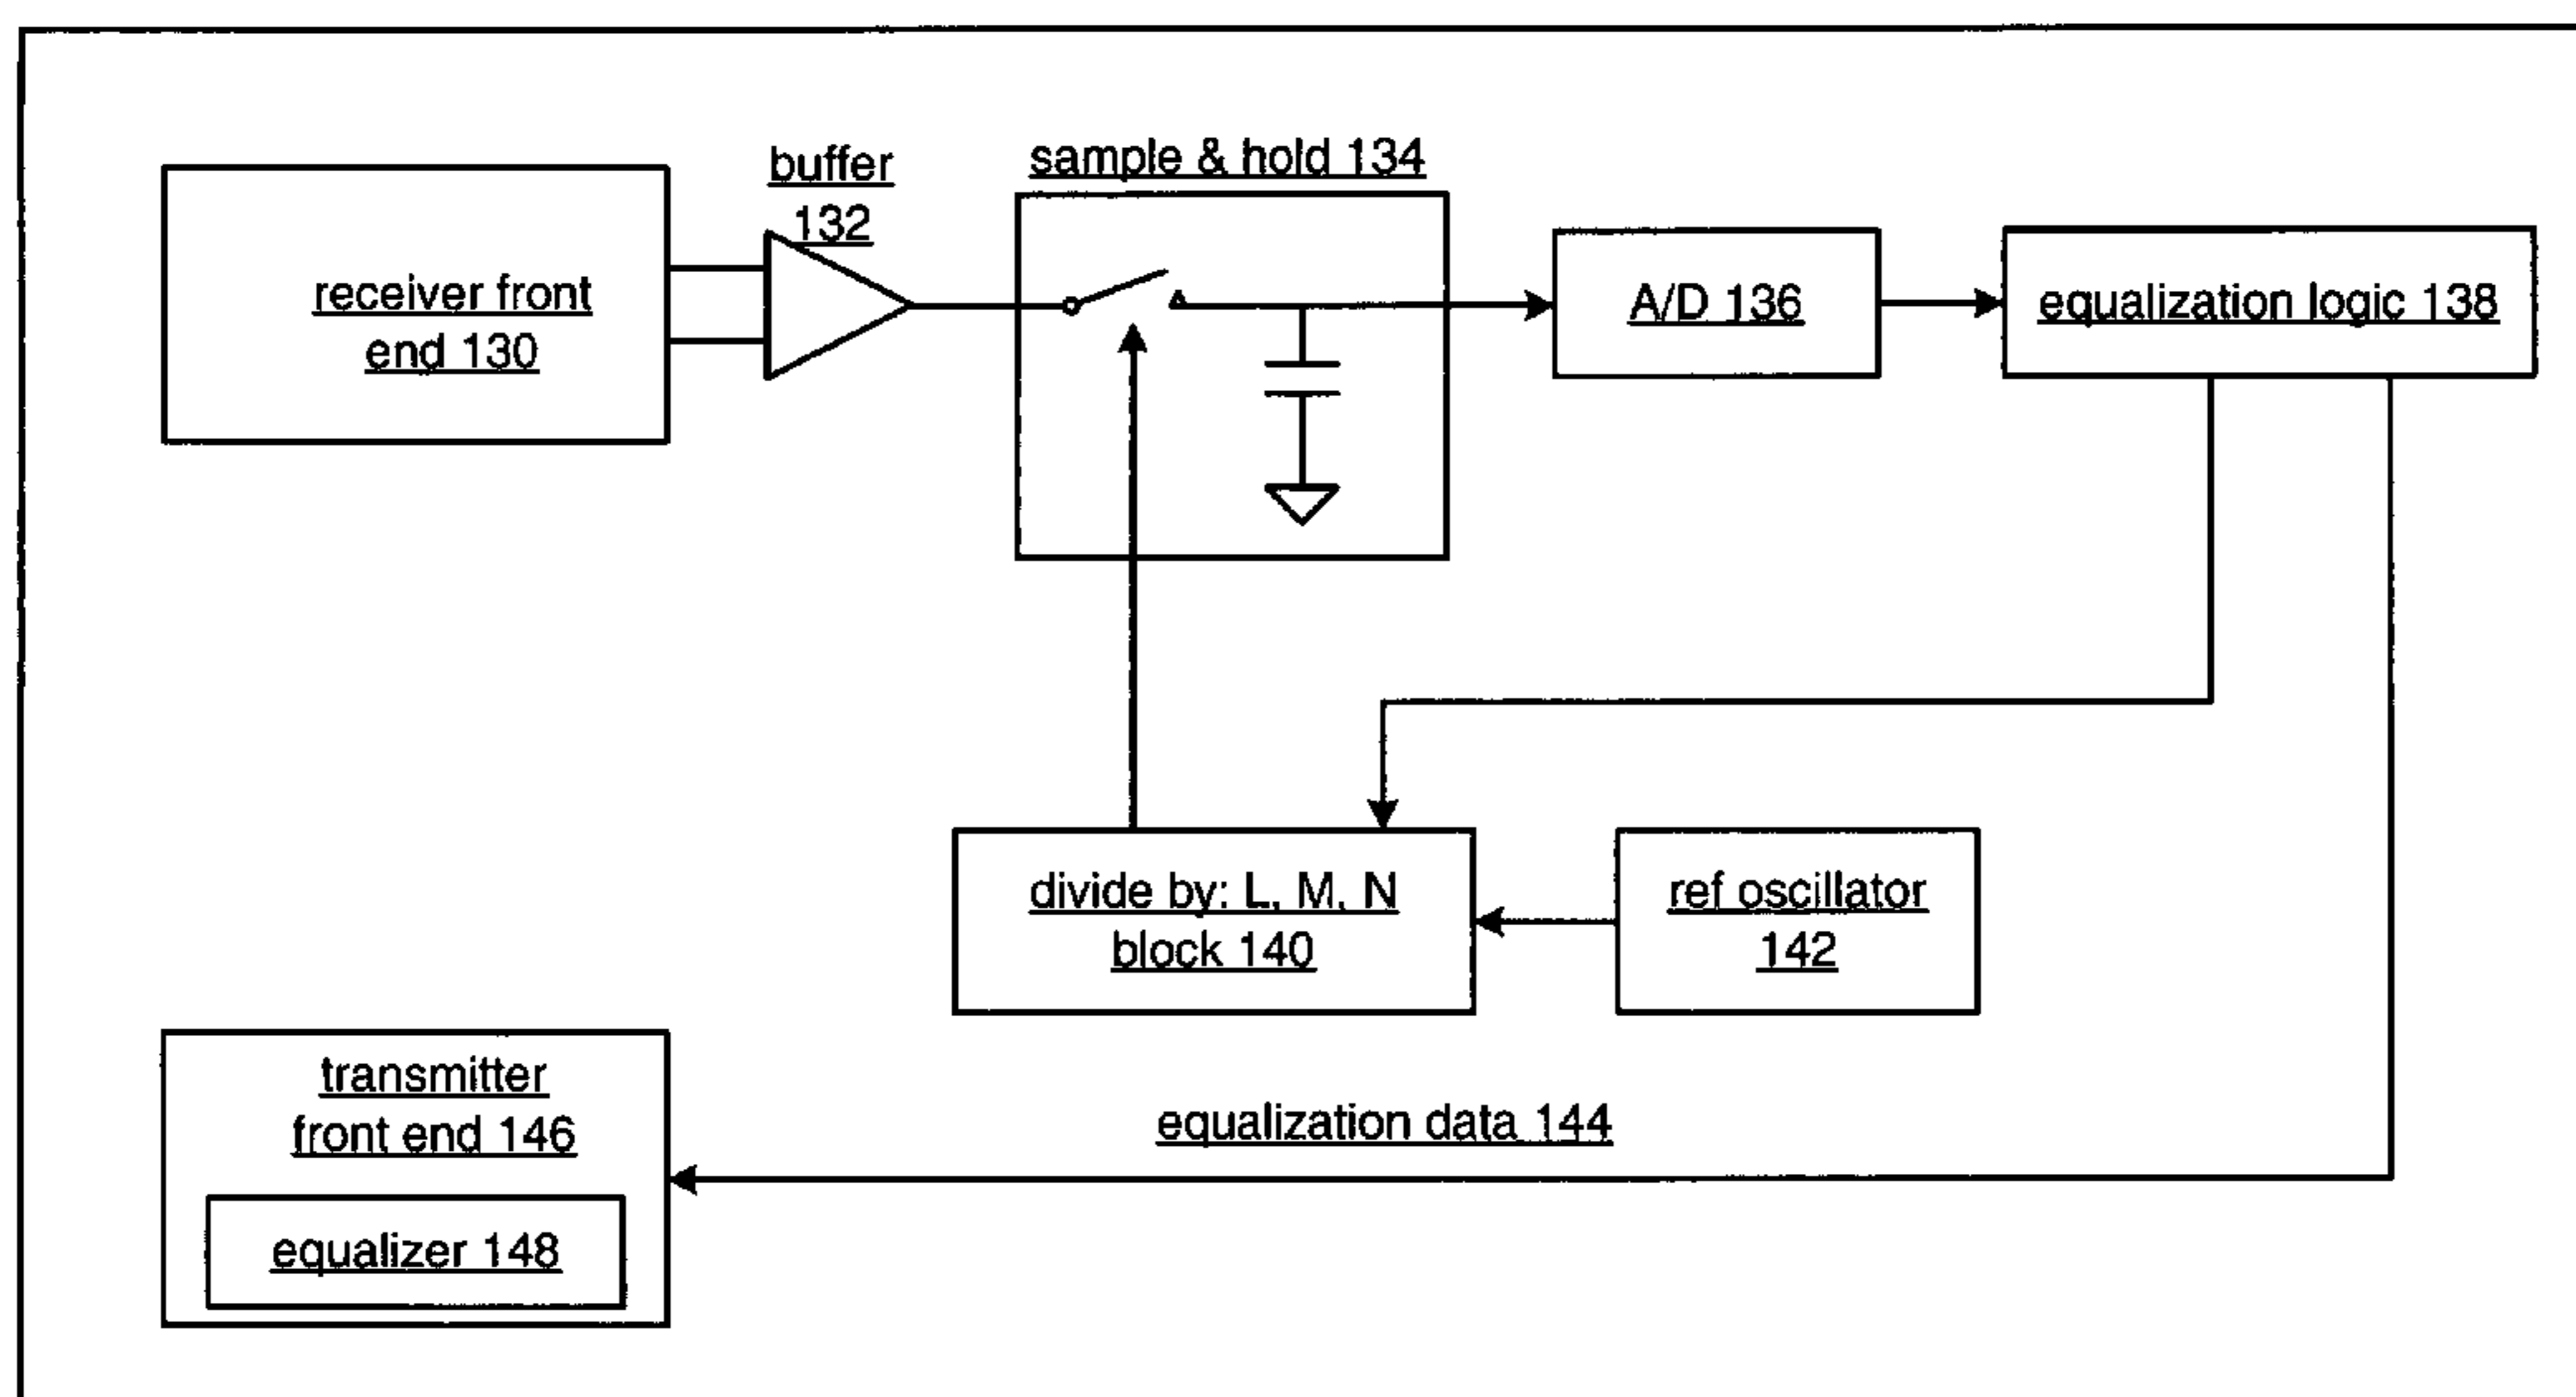 buffer
132
sample & hold 134
receiver front
end 130
A/D 136
equalization logic 138
divide by: L, M, N
block 140
ref oscillator
142
transmitter
front end 146
equalization data 144
equalizer 148